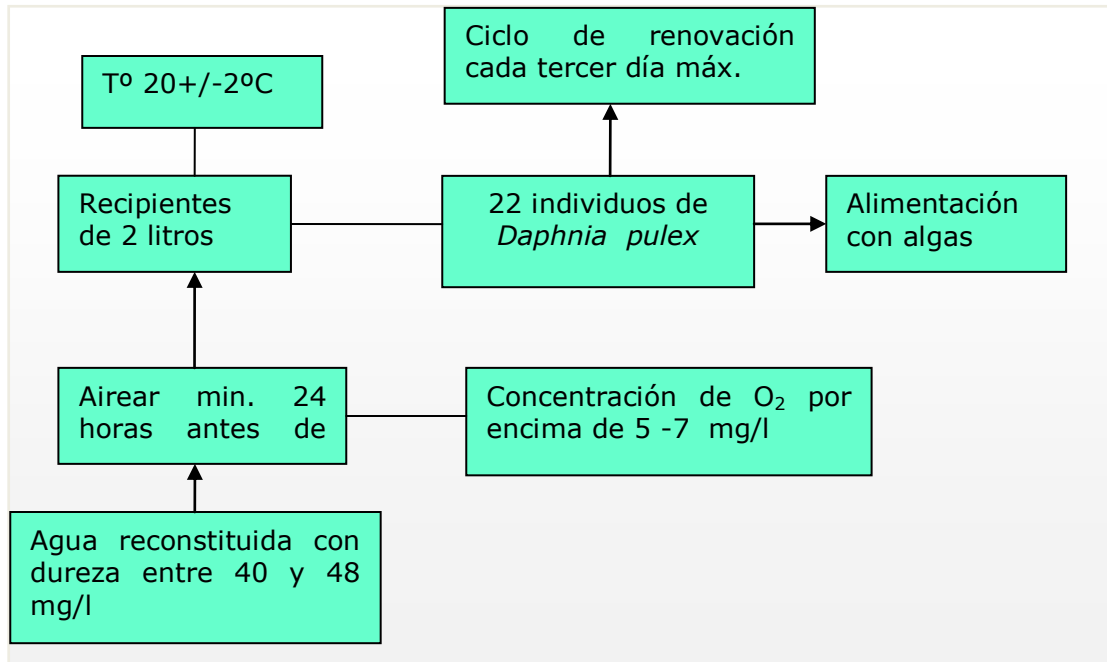 Ciclo de renovación
cada tercer día máx.
Tº 20+/-2ºC
Recipientes
de 2 litros
22 individuos de
Daphnia pulex
Alimentación
con algas
Airear min. 24
horas antes de
Concentración de O₂ por
encima de 5 -7 mg/l
Agua reconstituida con
dureza entre 40 y 48
mg/l